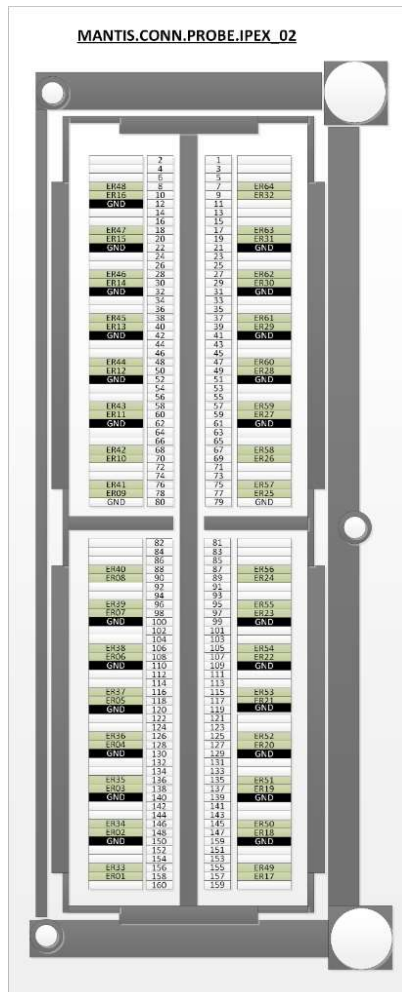 MANTIS.CONN.PROBE.IPEX_02
2 1
4 3
6 5
ER48 8 7 ER64
ER16 10 9 ER32
GND 12 11
14 13
16 15
ER47 18 17 ER63
ER15 20 19 ER31
GND 22 21 GND
24 23
26 25
ER46 28 27 ER62
ER14 30 29 ER30
GND 32 31 GND
34 33
36 35
ER45 38 37 ER61
ER13 40 39 ER29
GND 42 41 GND
44 43
46 45
ER44 48 47 ER60
ER12 50 49 ER28
GND 52 51 GND
54 53
56 55
ER43 58 57 ER59
ER11 60 59 ER27
GND 62 61 GND
64 63
66 65
ER42 68 67 ER58
ER10 70 69 ER26
72 71
74 73
ER41 76 75 ER57
ER09 78 77 ER25
GND 80 79 GND
82 81
84 83
86 85
ER40 88 87 ER56
ER08 90 89 ER24
92 91
94 93
ER39 96 95 ER55
ER07 98 97 ER23
GND 100 99 GND
102 101
104 103
ER38 106 105 ER54
ER06 108 107 ER22
GND 110 109 GND
112 111
114 113
ER37 116 115 ER53
ER05 118 117 ER21
GND 120 119 GND
122 121
124 123
ER36 126 125 ER52
ER04 128 127 ER20
GND 130 129 GND
132 131
134 133
ER35 136 135 ER51
ER03 138 137 ER19
GND 140 139 GND
142 141
144 143
ER34 146 145 ER50
ER02 148 147 ER18
GND 150 159 GND
152 151
154 153
ER33 156 155 ER49
ER01 158 157 ER17
160 159